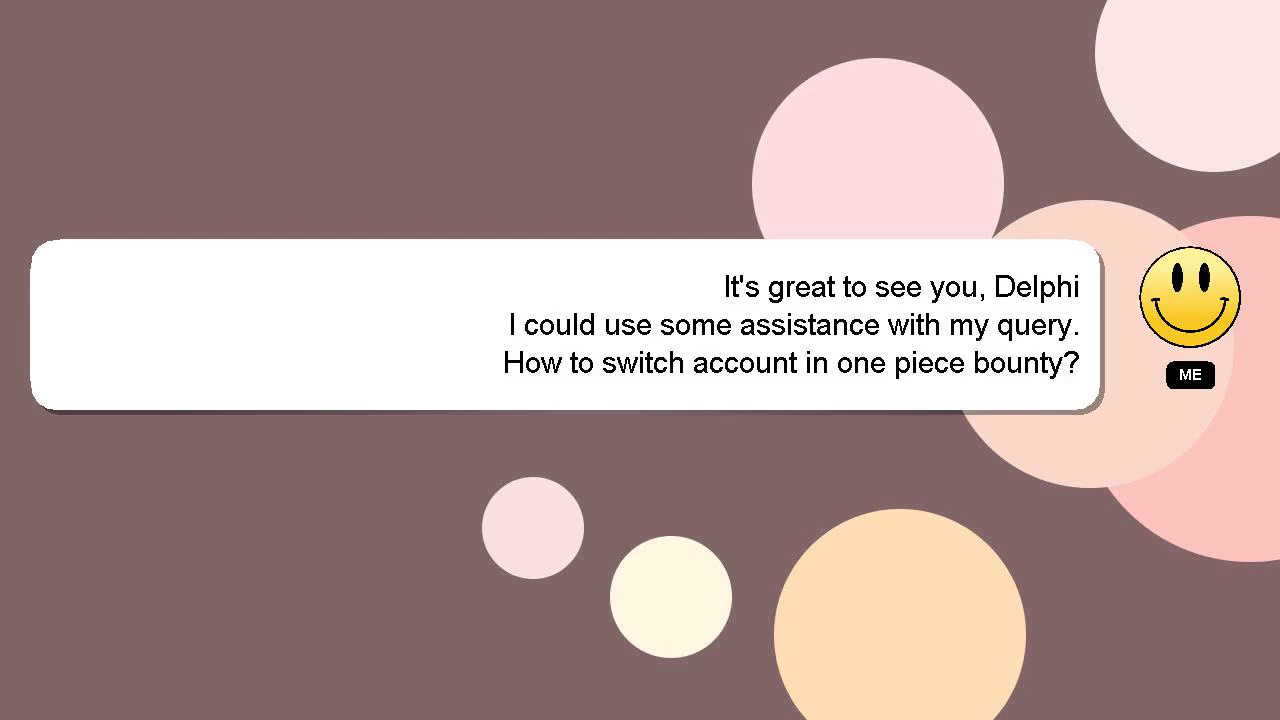 It's great to see you, Delphi
I could use some assistance with my query.
How to switch account in one piece bounty?
ME